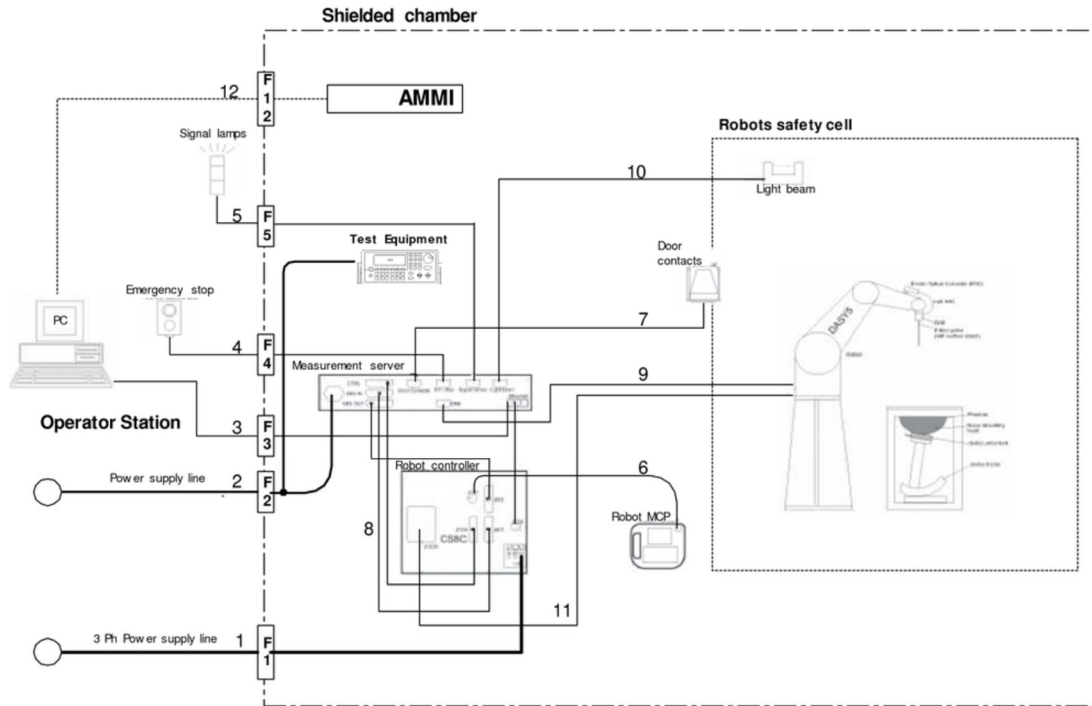 Shielded chamber
12
F
1
2
AMMI
Signal lamps
Robots safety cell
10
Light beam
5
F
5
Test Equipment
Door
contacts
Emergency stop
PC
DASY5
7
4
F
4
Measurement server
9
Operator Station
3
F
3
Robot controller
Power supply line
2
F
2
6
Robot MCP
8
CS8C
11
3 Ph Power supply line
1
F
1